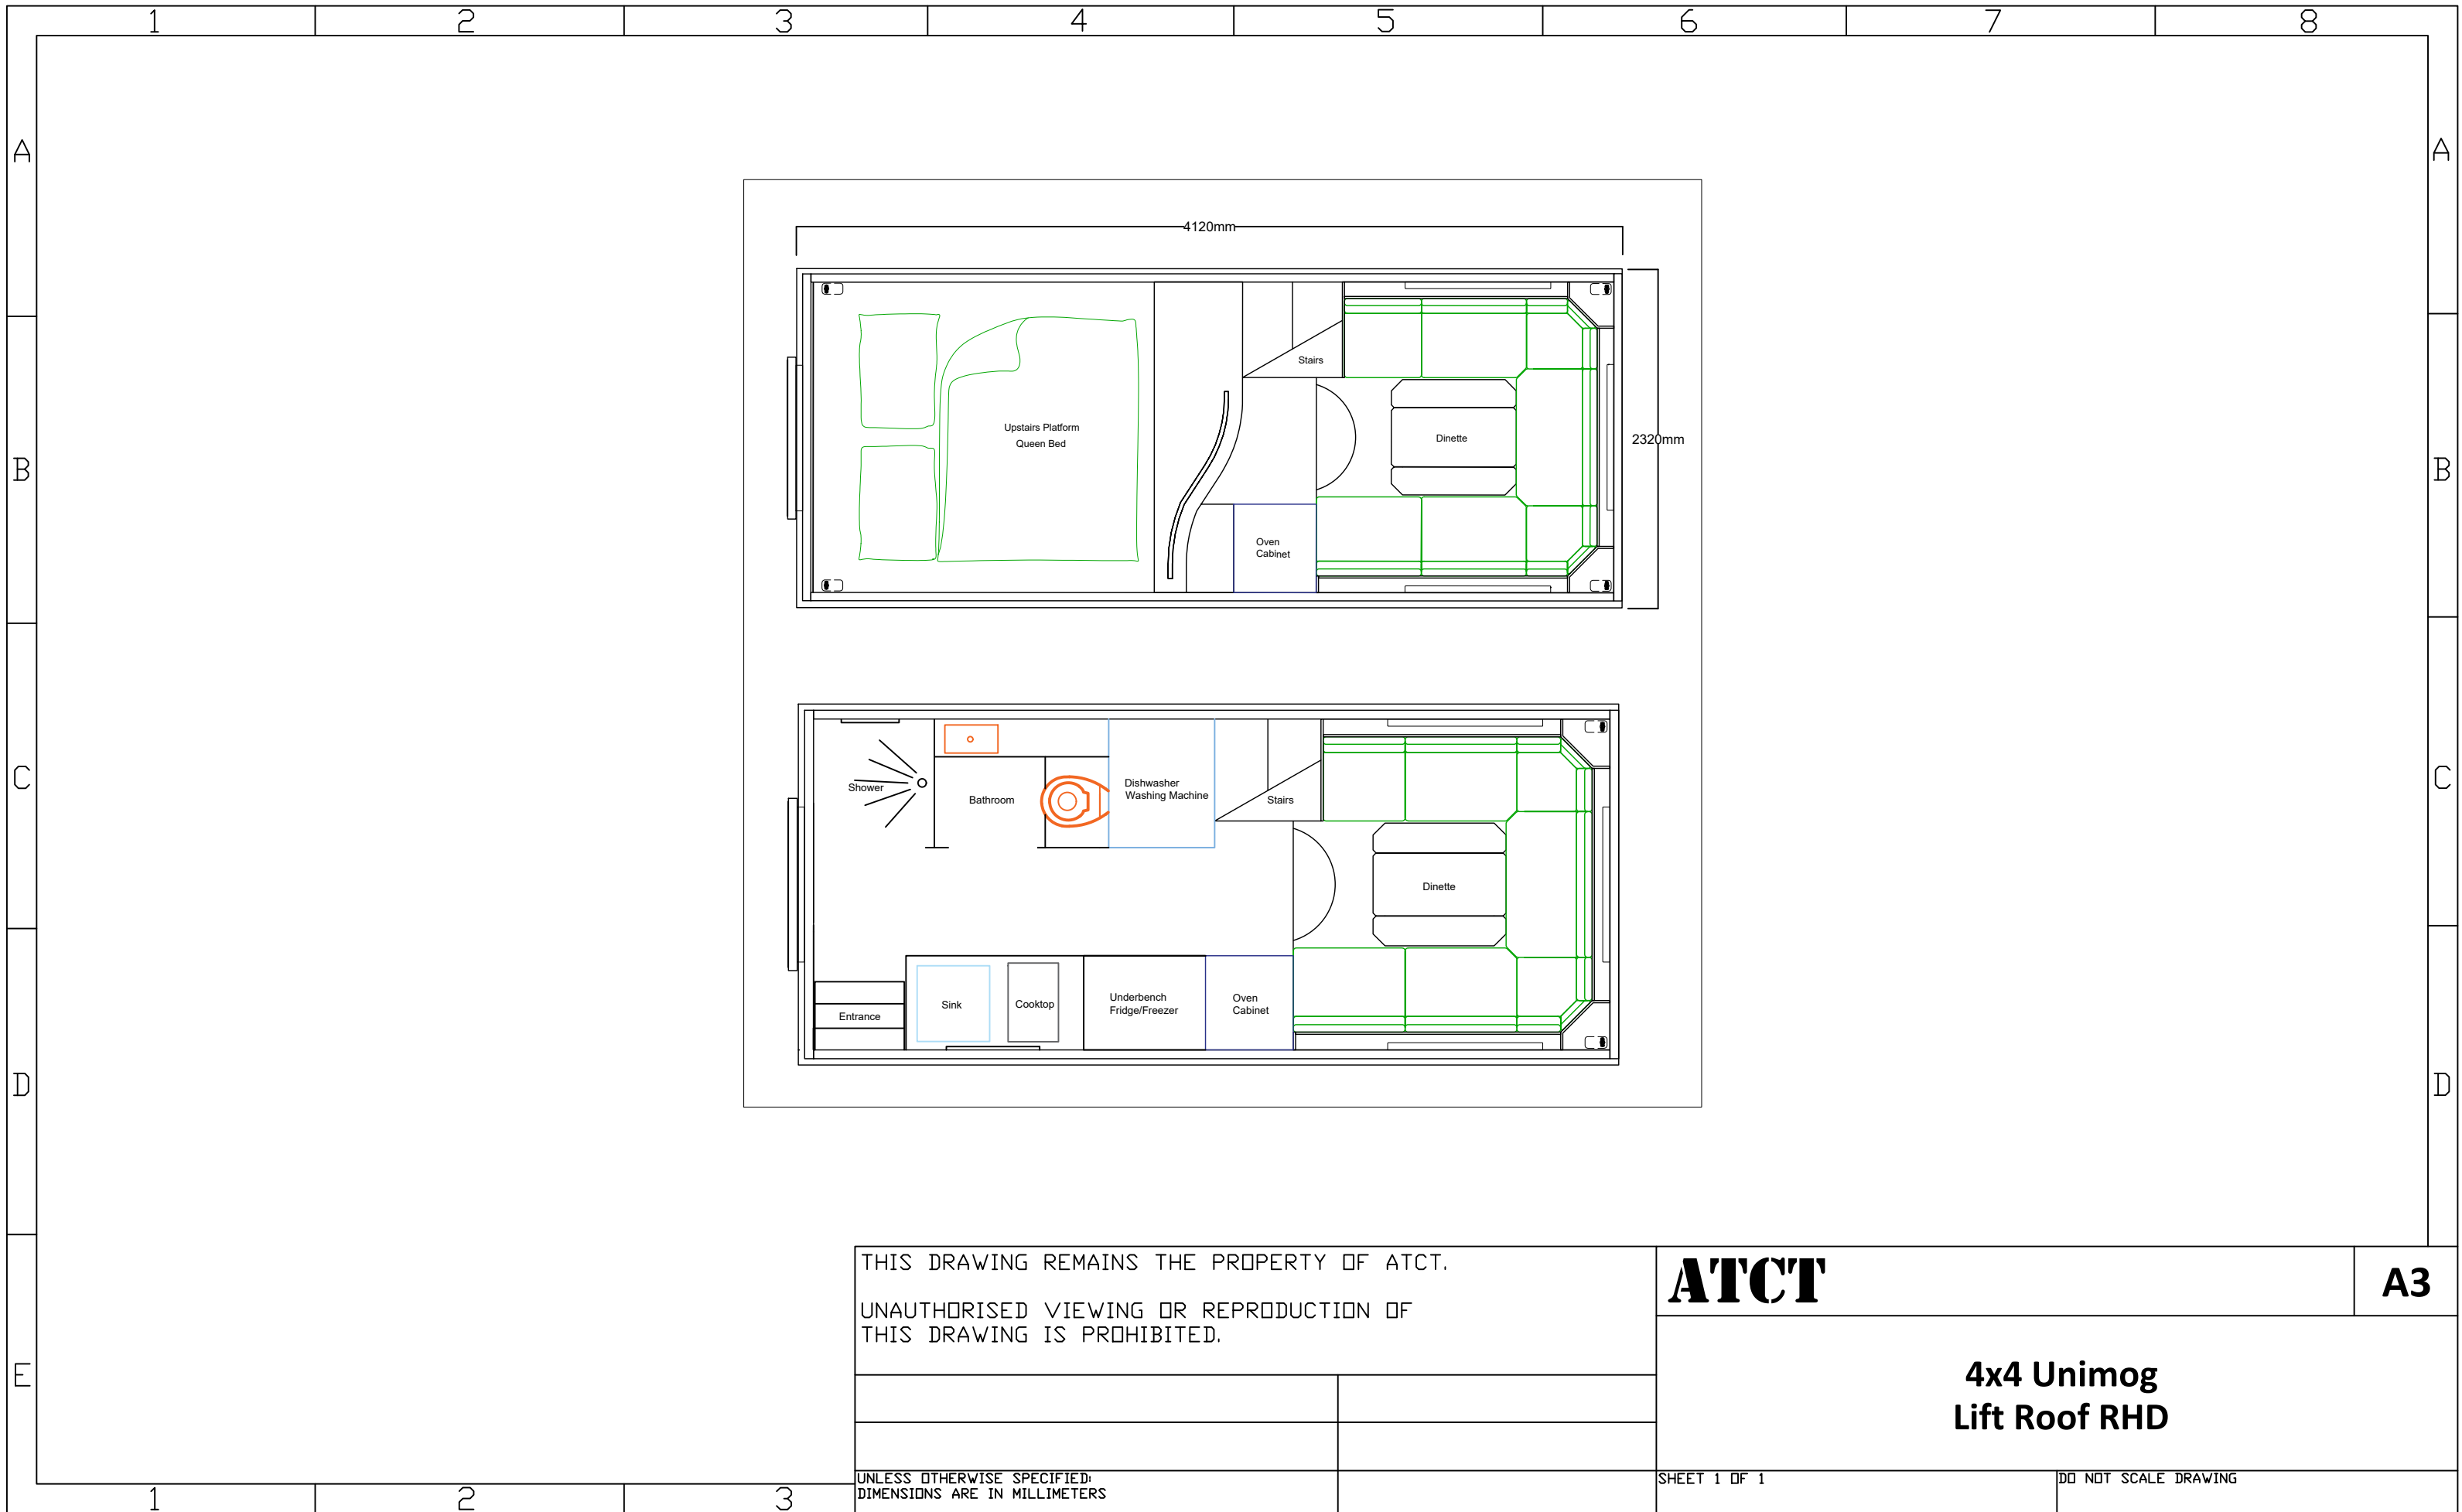 1 2 3 4 5 6 7 8
A A
4120mm
Stairs
Upstairs Platform
Queen Bed
Dinette
2320mm
B B
Oven
Cabinet
C C
Shower
Bathroom
Dishwasher
Washing Machine
Stairs
Dinette
Sink
Cooktop
Underbench
Fridge/Freezer
Oven
Cabinet
Entrance
D D
THIS DRAWING REMAINS THE PROPERTY OF ATCT.
UNAUTHORISED VIEWING OR REPRODUCTION OF
THIS DRAWING IS PROHIBITED.
ATCT
A3
E
4x4 Unimog
Lift Roof RHD
UNLESS OTHERWISE SPECIFIED:
DIMENSIONS ARE IN MILLIMETERS
SHEET 1 OF 1
DO NOT SCALE DRAWING
1 2 3